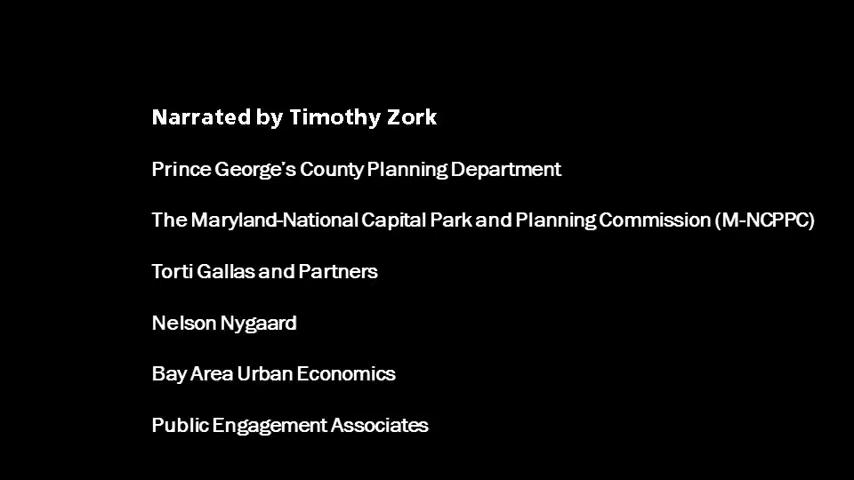 Narrated by Timothy Zork
Prince George’s County Planning Department
The Maryland-National Capital Park and Planning Commission (M-NCPPC)
Torti Gallas and Partners
Nelson Nygaard
Bay Area Urban Economics
Public Engagement Associates